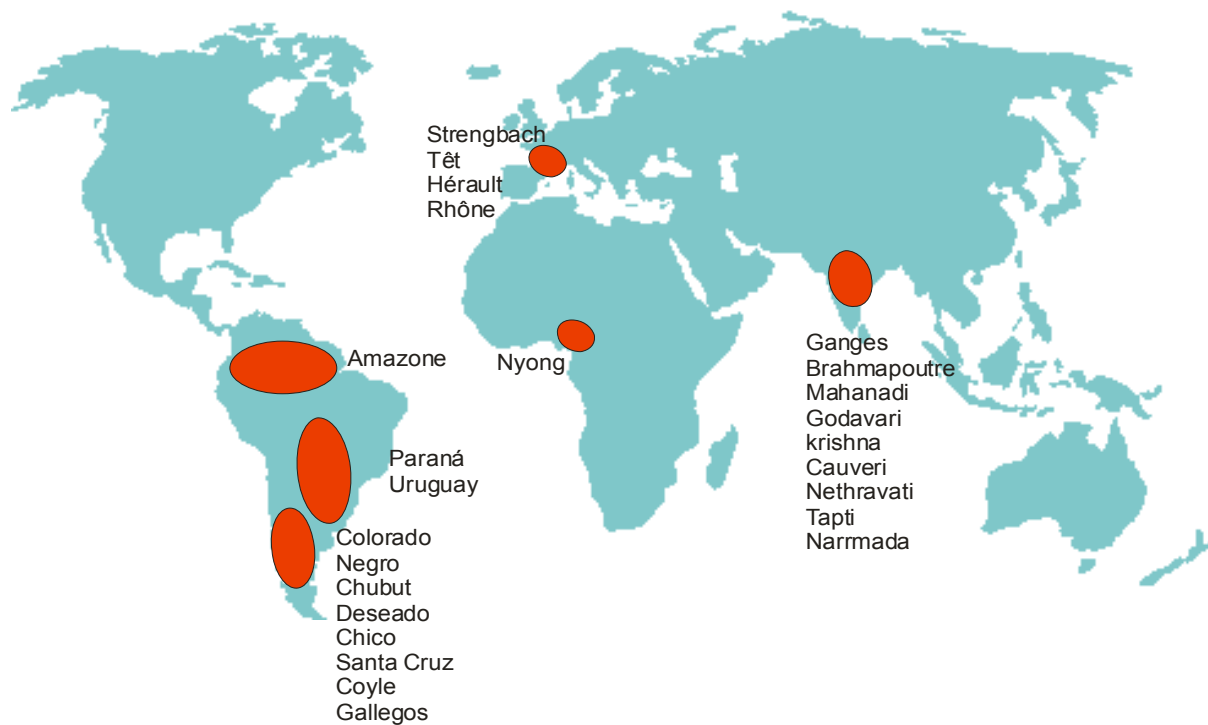 Strengbach
Têt
Hérault
Rhône
Amazone
Nyong
Ganges
Brahmapoutre
Mahanadi
Godavari
krishna
Cauveri
Nethravati
Tapti
Narrmada
Paraná
Uruguay
Colorado
Negro
Chubut
Deseado
Chico
Santa Cruz
Coyle
Gallegos